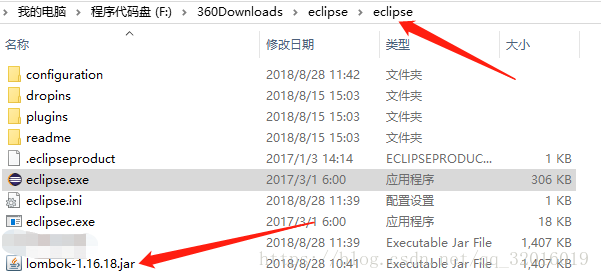 我的电脑 › 程序代码盘 (F:) › 360Downloads › eclipse › eclipse
名称 修改日期 类型 大小
configuration 2018/8/28 11:42 文件夹
dropins 2018/8/15 15:03 文件夹
plugins 2018/8/28 11:39 文件夹
readme 2018/8/15 15:03 文件夹
.eclipseproduct 2017/1/3 14:14 ECLIPSEPRODUC... 1 KB
eclipse.exe 2017/3/1 6:00 应用程序 306 KB
eclipse.ini 2018/8/28 11:39 配置设置 1 KB
eclipsec.exe 2017/3/1 6:00 应用程序 18 KB
2018/8/28 11:39 Executable Jar File 1,407 KB
lombok-1.16.18.jar 2018/8/28 10:41 Executable Jar File 1,407 KB
https://blog.csdn.net/qq_32016019